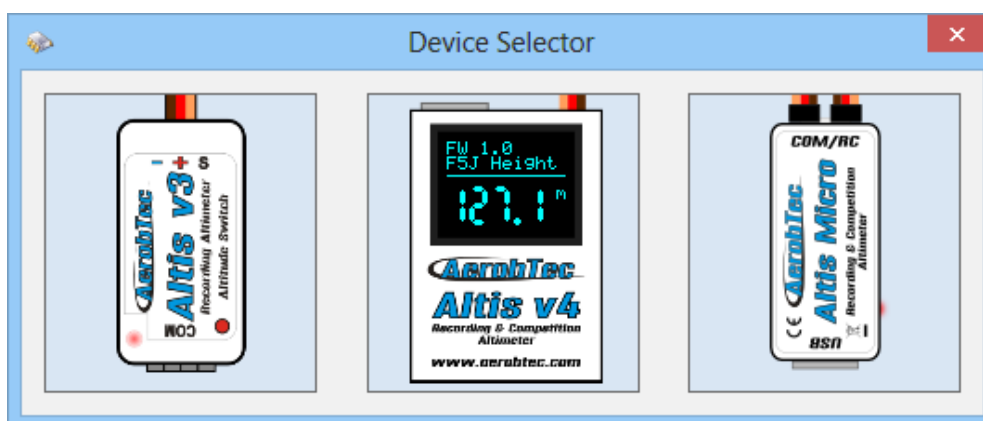 Device Selector
- + S
AerobTec
Altis v3
Recording Altimeter
Altitude Switch
COM
FW 1.0
F5J Height
127.1 m
AerobTec
Altis v4
Recording & Competition
Altimeter
www.aerobtec.com
COM/RC
AerobTec
Altis Micro
Recording & Competition
Altimeter
CE
USB